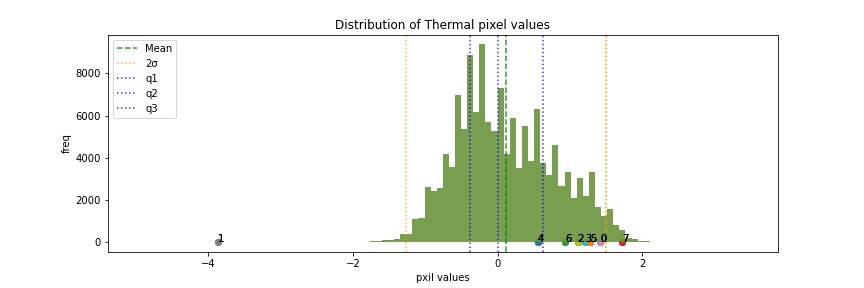 Distribution of Thermal pixel values
Mean
2σ
q1
q2
q3
freq
8000
6000
4000
2000
0
1 4 6 2 3 5 0 7
−4 −2 0 2
pxil values